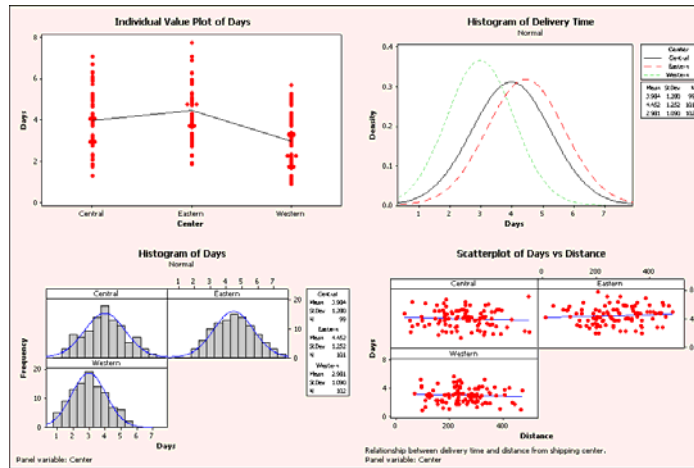 Individual Value Plot of Days
8
6
4
2
0
Days
Central
Eastern
Western
Center
Histogram of Delivery Time
Normal
0.4
0.3
0.2
0.1
0.0
Density
1 2 3 4 5 6 7
Days
Center
Central
Eastern
Western
Mean StDev N
3.984 1.280 99
4.452 1.252 101
2.981 1.090 102
Histogram of Days
Normal
1 2 3 4 5 6 7
Central
Eastern
Western
20
10
0
20
10
0
Frequency
1 2 3 4 5 6 7
Days
Central
Mean 3.984
StDev 1.280
N 99
Eastern
Mean 4.452
StDev 1.252
N 101
Western
Mean 2.981
StDev 1.090
N 102
Panel variable: Center
Scatterplot of Days vs Distance
0 200 400
Central
Eastern
Western
8
4
0
8
4
0
Days
0 200 400
Distance
Relationship between delivery time and distance from shipping center.
Panel variable: Center